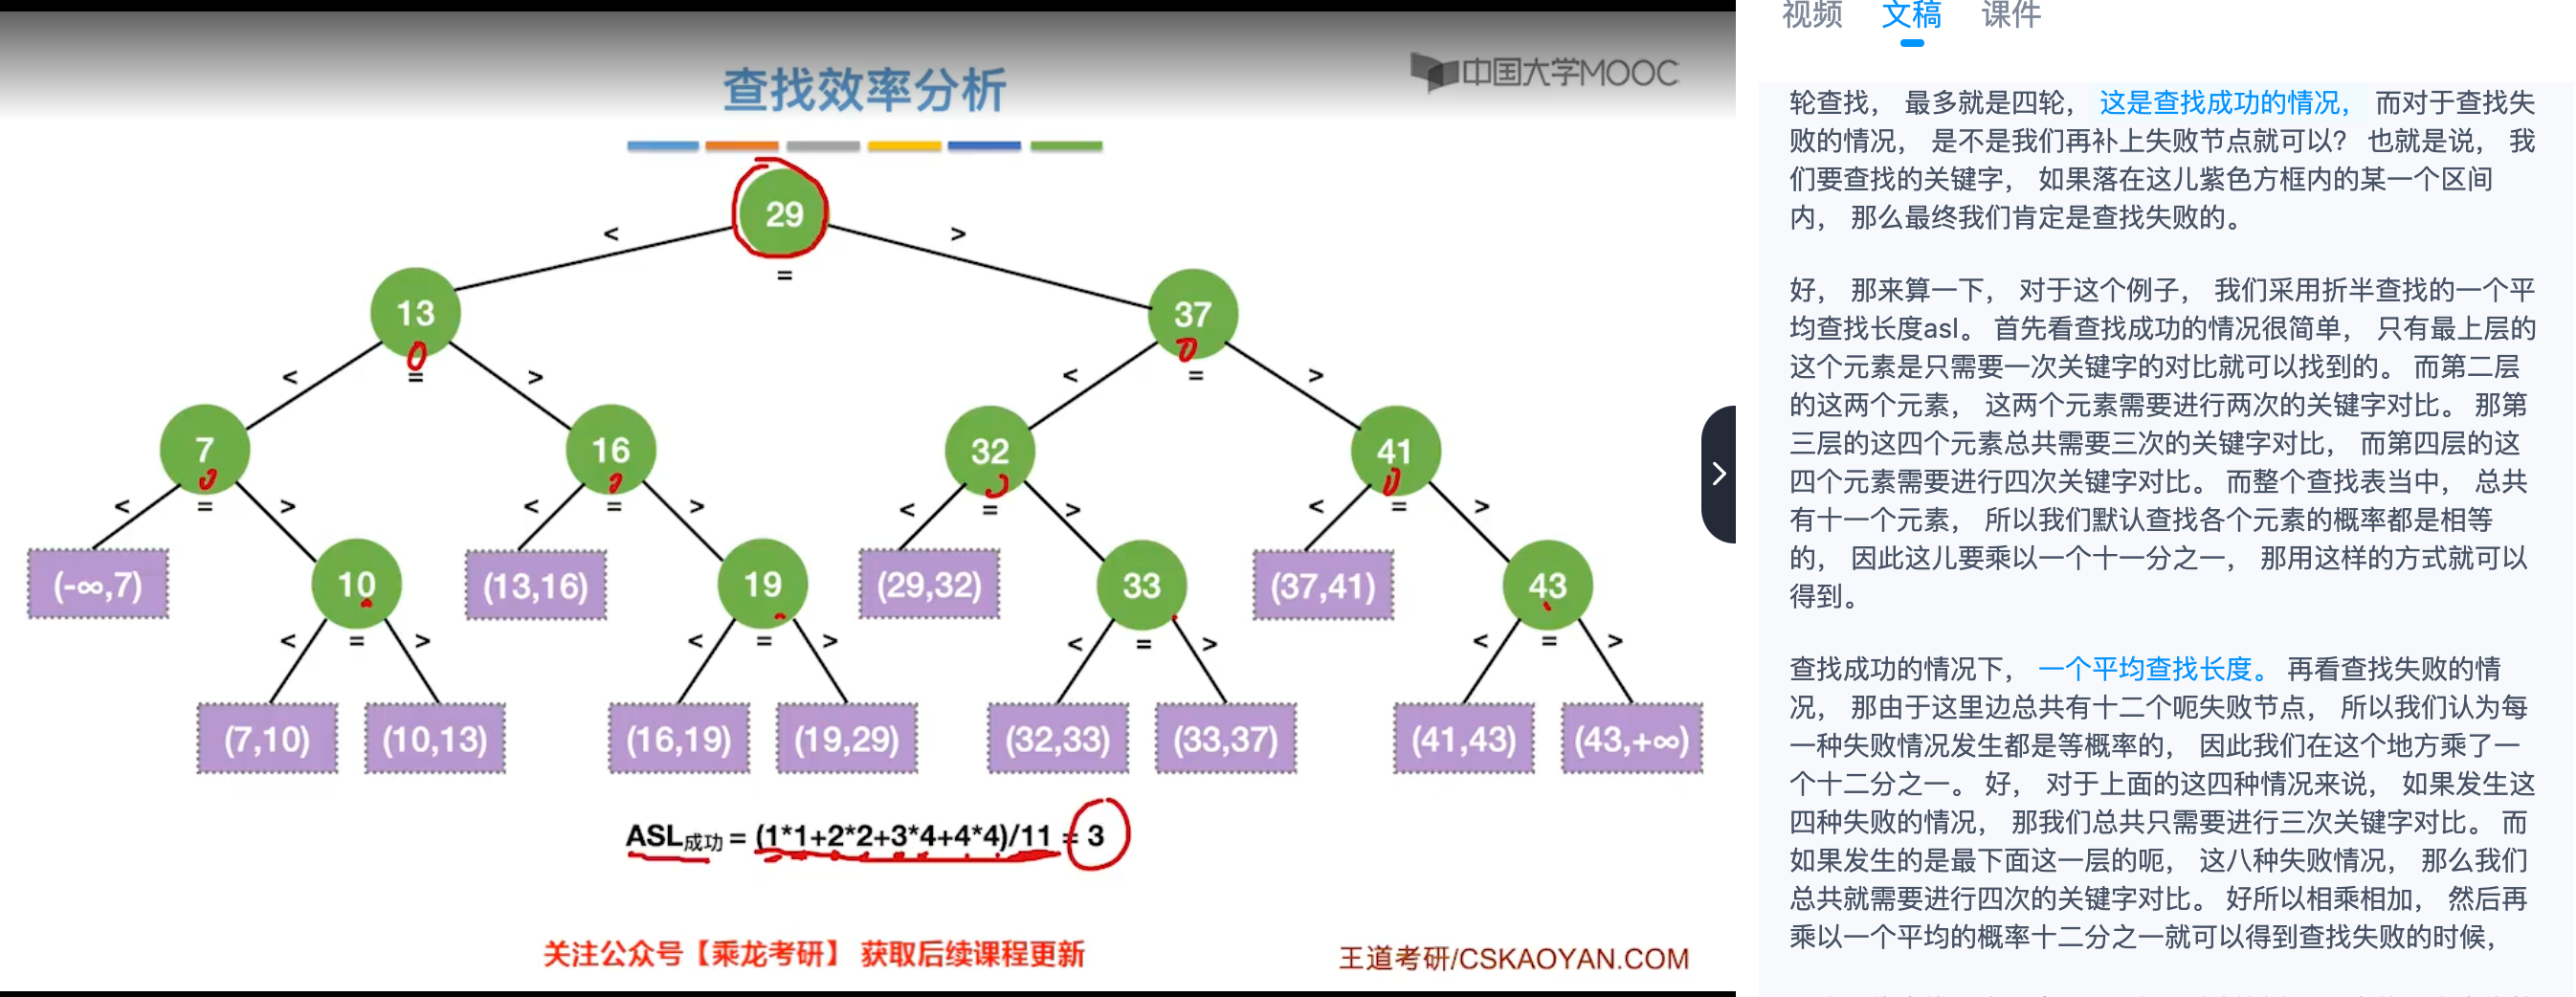 查找效率分析
中国大学MOOC
29
< = >
13
37
< = >
< = >
7
16
32
41
< = >
< = >
< = >
< = >
(-∞,7)
10
(13,16)
19
(29,32)
33
(37,41)
43
< = >
< = >
< = >
< = >
(7,10)
(10,13)
(16,19)
(19,29)
(32,33)
(33,37)
(41,43)
(43,+∞)
ASL成功 = (1*1+2*2+3*4+4*4)/11 = 3
关注公众号【乘龙考研】 获取后续课程更新
王道考研/CSKAOYAN.COM
视频 文稿 课件
轮查找， 最多就是四轮， 这是查找成功的情况， 而对于查找失
败的情况， 是不是我们再补上失败节点就可以？ 也就是说， 我
们要查找的关键字， 如果落在这儿紫色方框内的某一个区间
内， 那么最终我们肯定是查找失败的。
好， 那来算一下， 对于这个例子， 我们采用折半查找的一个平
均查找长度asl。 首先看查找成功的情况很简单， 只有最上层的
这个元素是只需要一次关键字的对比就可以找到的。 而第二层
的这两个元素， 这两个元素需要进行两次的关键字对比。 那第
三层的这四个元素总共需要三次的关键字对比， 而第四层的这
四个元素需要进行四次关键字对比。 而整个查找表当中， 总共
有十一个元素， 所以我们默认查找各个元素的概率都是相等
的， 因此这儿要乘以一个十一分之一， 那用这样的方式就可以
得到。
查找成功的情况下， 一个平均查找长度。 再看查找失败的情
况， 那由于这里边总共有十二个呃失败节点， 所以我们认为每
一种失败情况发生都是等概率的， 因此我们在这个地方乘了一
个十二分之一。 好， 对于上面的这四种情况来说， 如果发生这
四种失败的情况， 那我们总共只需要进行三次关键字对比。 而
如果发生的是最下面这一层的呃， 这八种失败情况， 那么我们
总共就需要进行四次的关键字对比。 好所以相乘相加， 然后再
乘以一个平均的概率十二分之一就可以得到查找失败的时候，